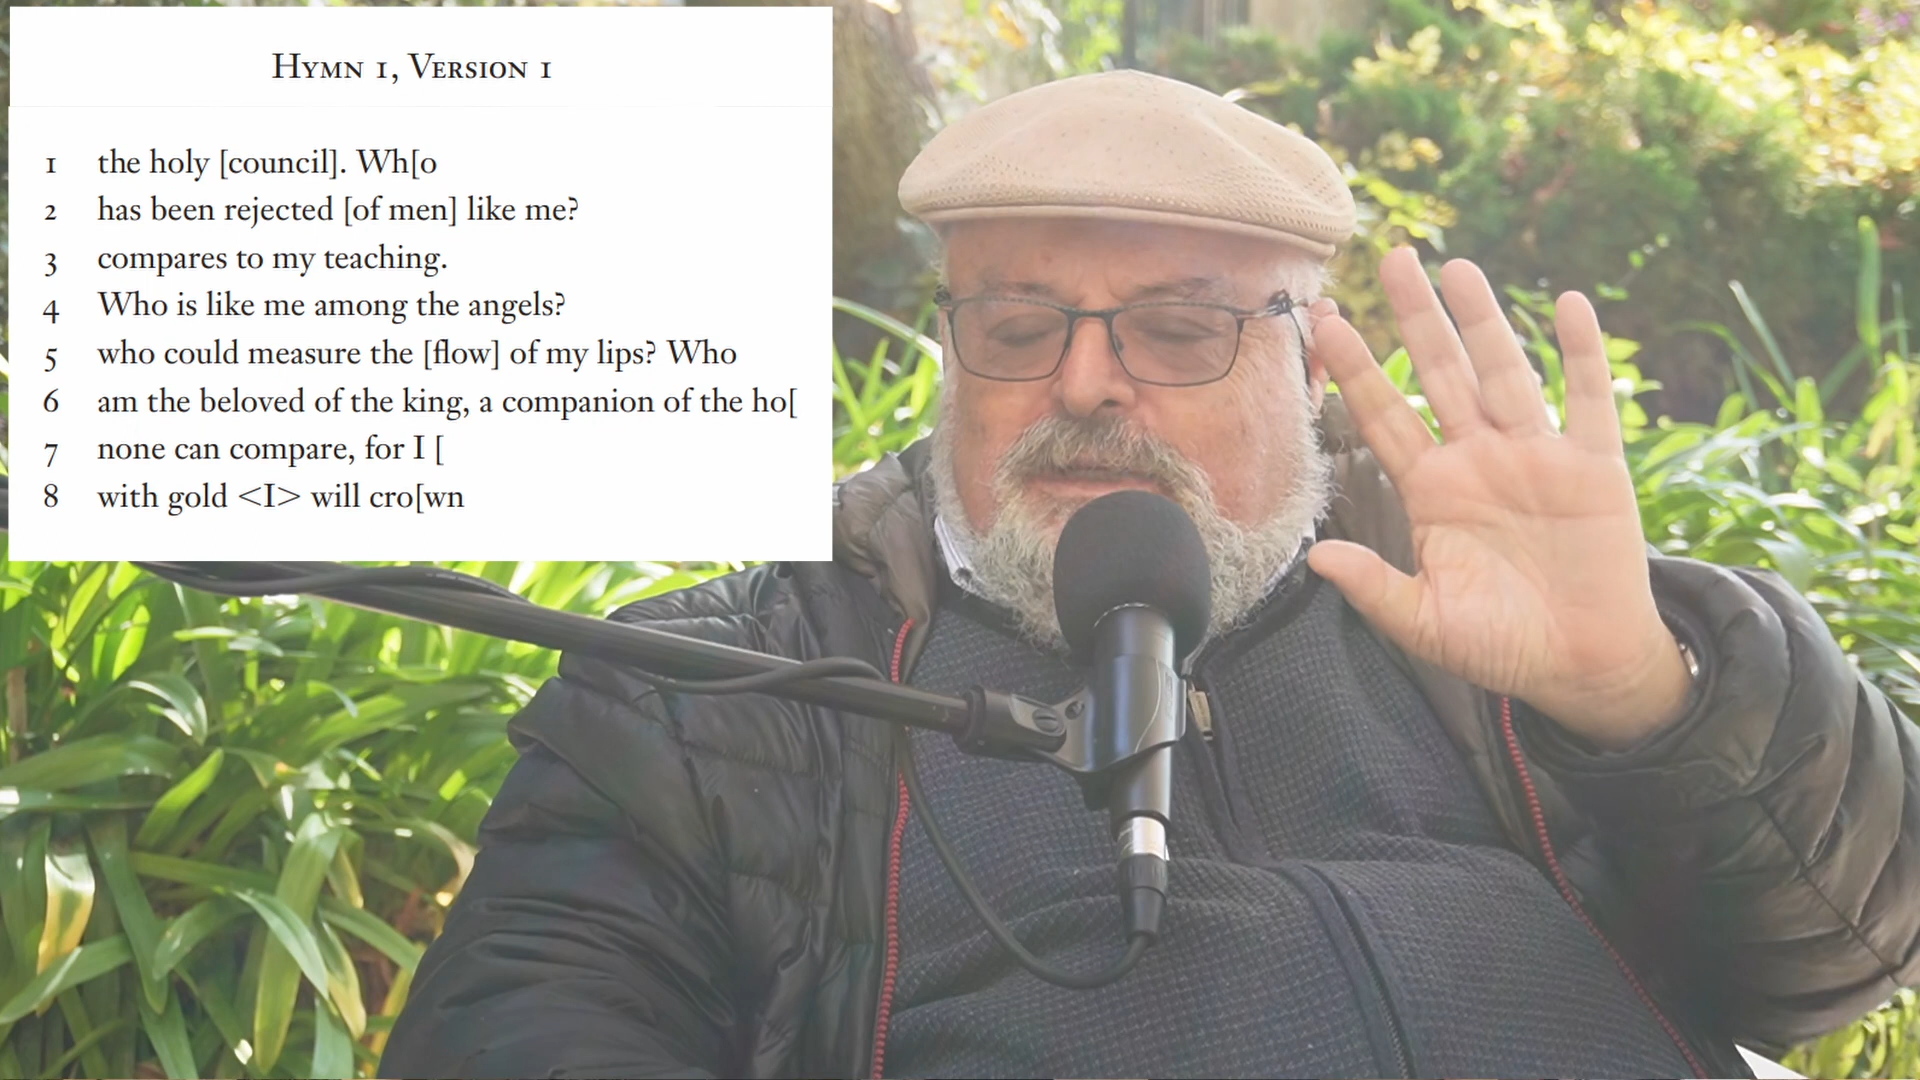 Hymn 1, Version 1
1 the holy [council]. Wh[o
2 has been rejected [of men] like me?
3 compares to my teaching.
4 Who is like me among the angels?
5 who could measure the [flow] of my lips? Who
6 am the beloved of the king, a companion of the ho[
7 none can compare, for I [
8 with gold <I> will cro[wn